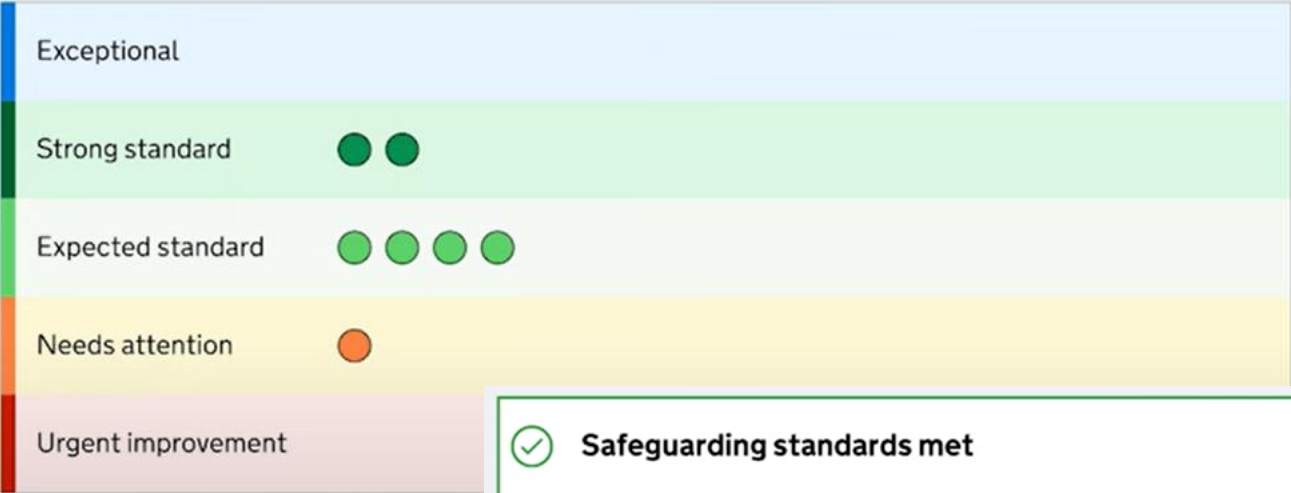 Exceptional
Strong standard
Expected standard
Needs attention
Urgent improvement
Safeguarding standards met